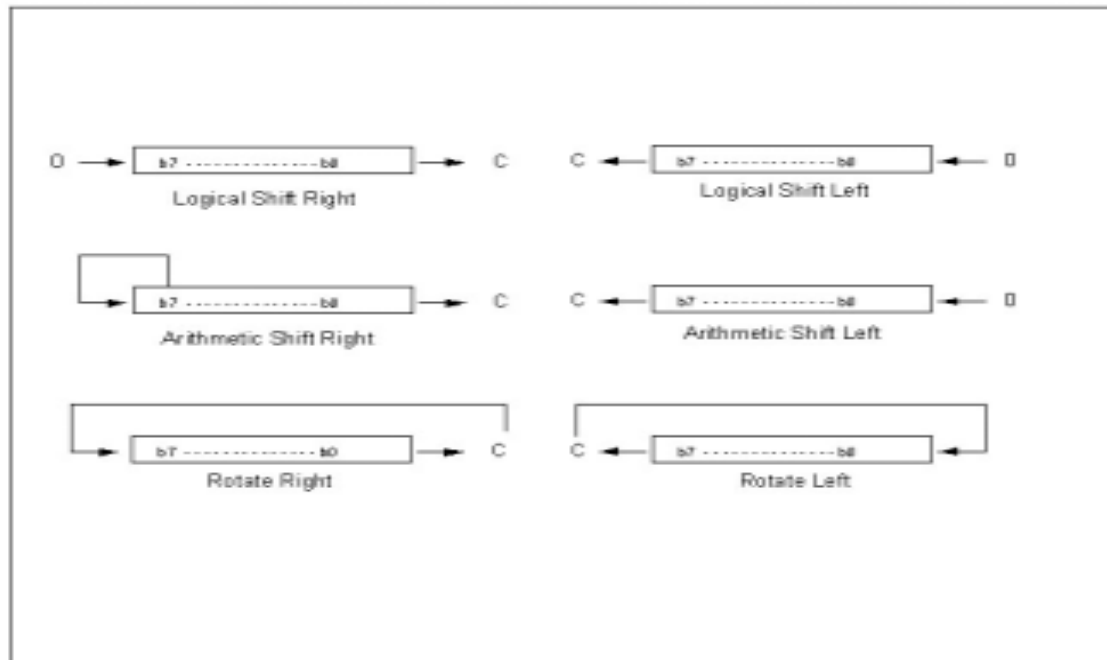 0 b7 -------------- b0 C
Logical Shift Right
C b7 -------------- b0 0
Logical Shift Left
b7 -------------- b0 C
Arithmetic Shift Right
C b7 -------------- b0 0
Arithmetic Shift Left
b7 -------------- b0 C
Rotate Right
C b7 -------------- b0
Rotate Left